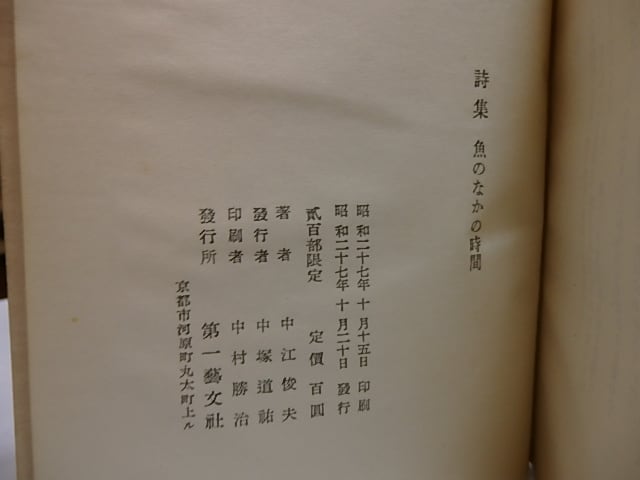 詩集 魚のなかの時間
昭和二十七年十月十五日 印刷
昭和二十七年十月二十日 發行
貳百部限定 定價百圓
著者 中江俊夫
發行者 中塚道祐
印刷者 中村勝治
發行所 第一藝文社
京都市河原町丸太町上ル